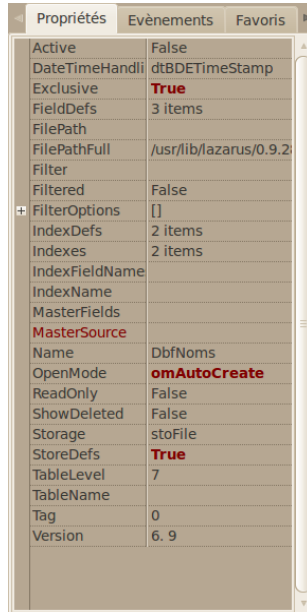 Propriétés Evènements Favoris
Active False
DateTimeHandli dtBDETimeStamp
Exclusive True
FieldDefs 3 items
FilePath
FilePathFull /usr/lib/lazarus/0.9.28
Filter
Filtered False
FilterOptions []
IndexDefs 2 items
Indexes 2 items
IndexFieldName
IndexName
MasterFields
MasterSource
Name DbfNoms
OpenMode omAutoCreate
ReadOnly False
ShowDeleted False
Storage stoFile
StoreDefs True
TableLevel 7
TableName
Tag 0
Version 6. 9